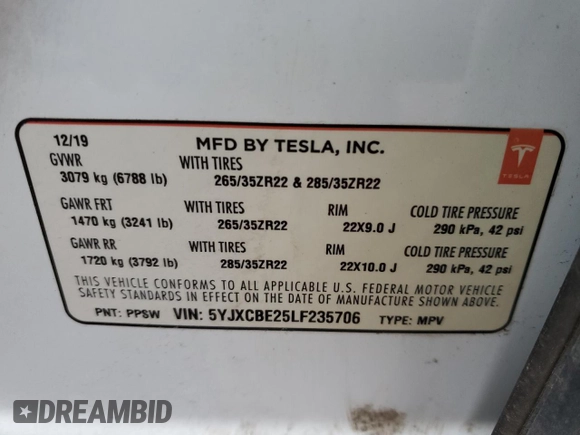 12/19 MFD BY TESLA, INC.
GVWR WITH TIRES
3079 kg (6788 lb) 265/35ZR22 & 285/35ZR22
TESLA
GAWR FRT WITH TIRES RIM COLD TIRE PRESSURE
1470 kg (3241 lb) 265/35ZR22 22X9.0 J 290 kPa, 42 psi
GAWR RR WITH TIRES RIM COLD TIRE PRESSURE
1720 kg (3792 lb) 285/35ZR22 22X10.0 J 290 kPa, 42 psi
THIS VEHICLE CONFORMS TO ALL APPLICABLE U.S. FEDERAL MOTOR VEHICLE
SAFETY STANDARDS IN EFFECT ON THE DATE OF MANUFACTURE SHOWN ABOVE.
PNT: PPSW VIN: 5YJXCBE25LF235706 TYPE: MPV
DREAMBID